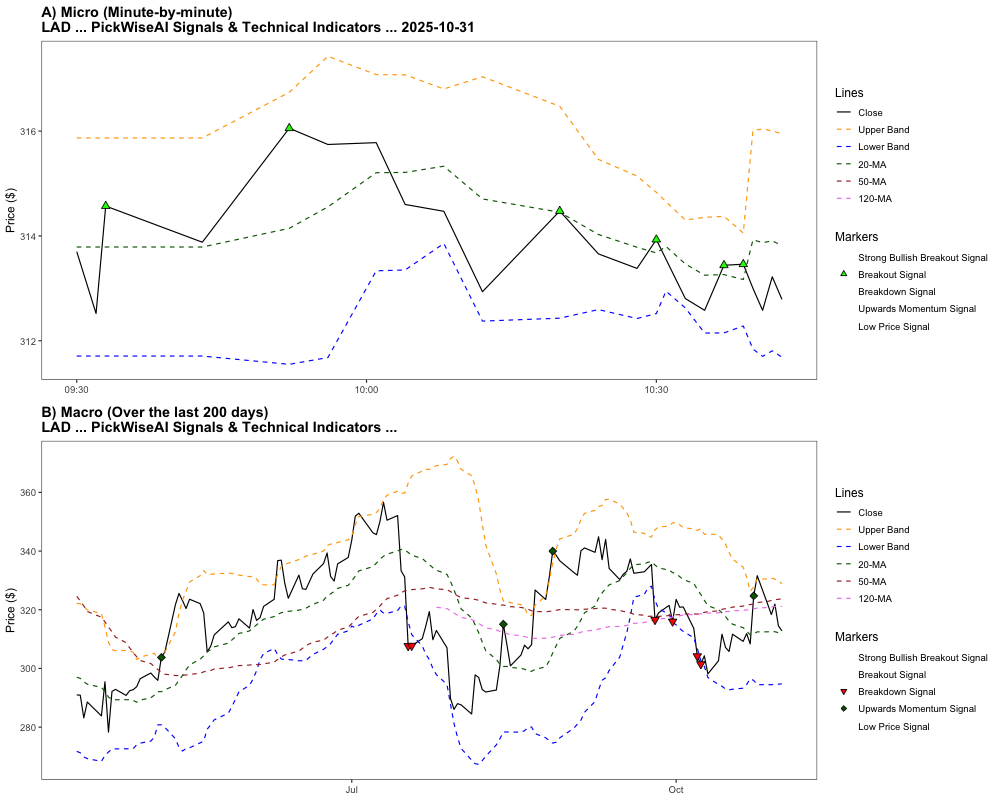 A) Micro (Minute-by-minute)
LAD ... PickWiseAI Signals & Technical Indicators ... 2025-10-31
Price ($)
316
314
312
09:30
10:00
10:30
Lines
Close
Upper Band
Lower Band
20-MA
50-MA
120-MA
Markers
Strong Bullish Breakout Signal
Breakout Signal
Breakdown Signal
Upwards Momentum Signal
Low Price Signal
B) Macro (Over the last 200 days)
LAD ... PickWiseAI Signals & Technical Indicators ...
Price ($)
360
340
320
300
280
Jul
Oct
Lines
Close
Upper Band
Lower Band
20-MA
50-MA
120-MA
Markers
Strong Bullish Breakout Signal
Breakout Signal
Breakdown Signal
Upwards Momentum Signal
Low Price Signal